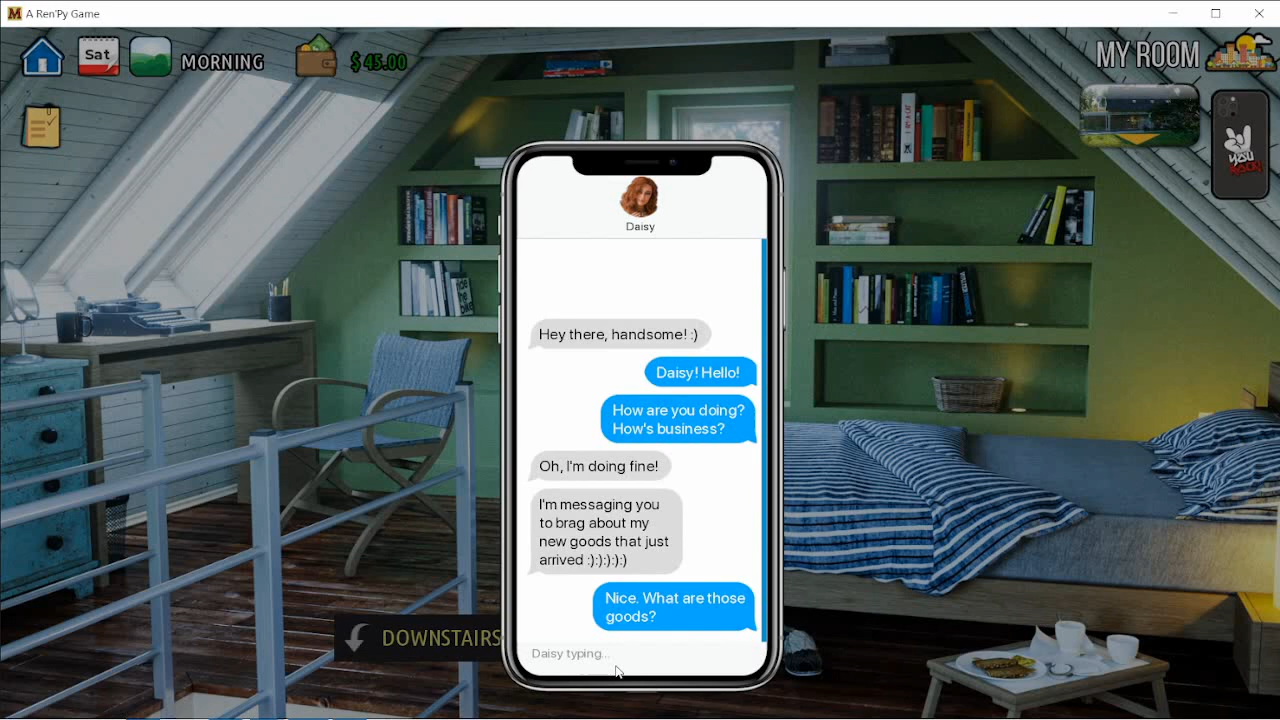 A Ren'Py Game
Sat
MORNING
$ 45.00
MY ROOM
YOU
ROCK!
Daisy
Hey there, handsome! :)
Daisy! Hello!
How are you doing?
How's business?
Oh, I'm doing fine!
I'm messaging you
to brag about my
new goods that just
arrived :):):):):)
Nice. What are those
goods?
Daisy typing...
DOWNSTAIRS